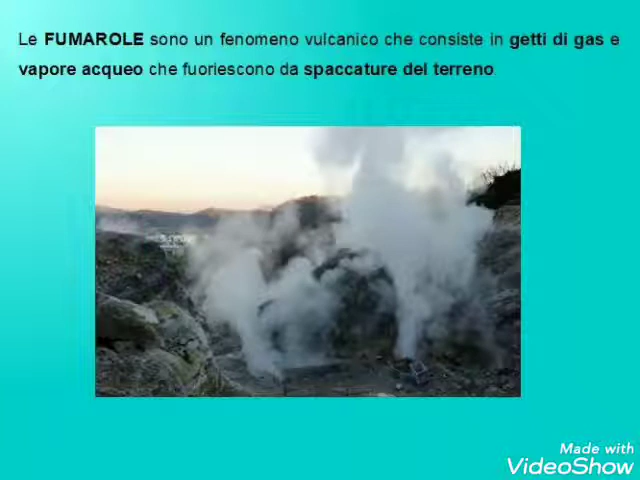 Le FUMAROLE sono un fenomeno vulcanico che consiste in getti di gas e
vapore acqueo che fuoriescono da spaccature del terreno
Made with
VideoShow